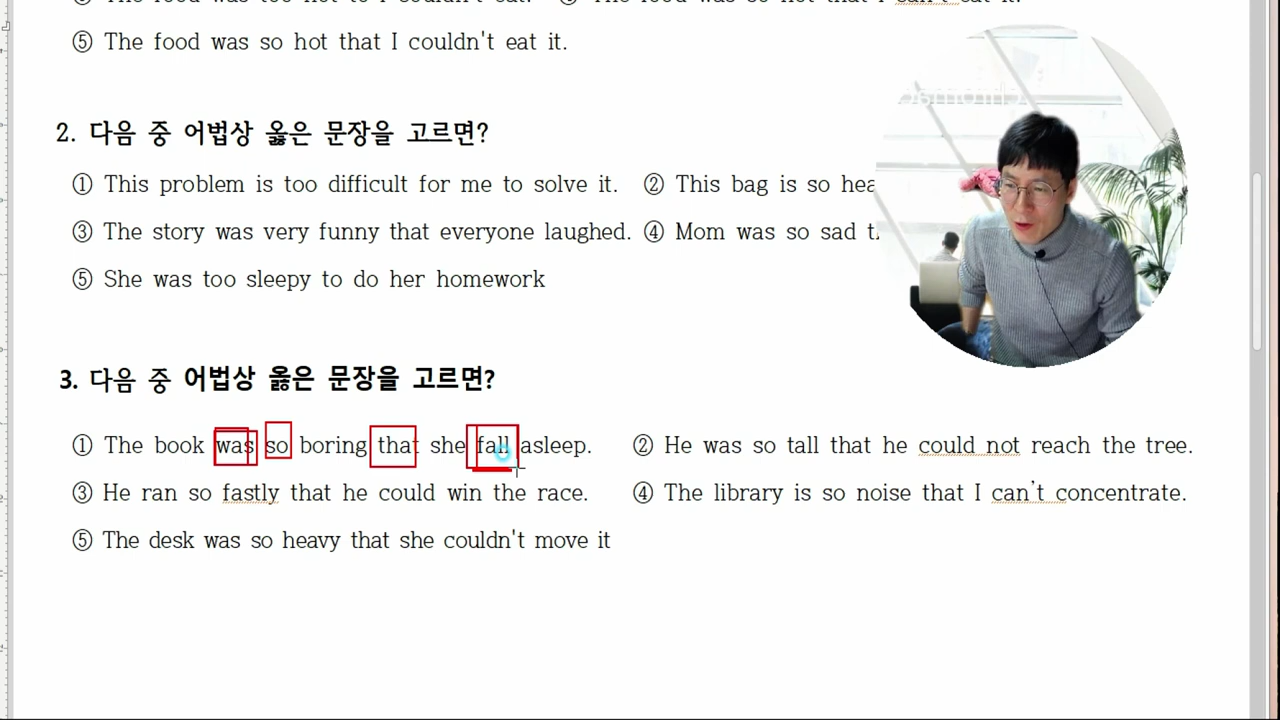 ⑤ The food was so hot that I couldn't eat it.
2. 다음 중 어법상 옳은 문장을 고르면?
① This problem is too difficult for me to solve it. ② This bag is so
③ The story was very funny that everyone laughed. ④ Mom was so sad
⑤ She was too sleepy to do her homework
3. 다음 중 어법상 옳은 문장을 고르면?
① The book was so boring that she fall asleep. ② He was so tall that he could not reach the tree.
③ He ran so fastly that he could win the race. ④ The library is so noise that I can't concentrate.
⑤ The desk was so heavy that she couldn't move it